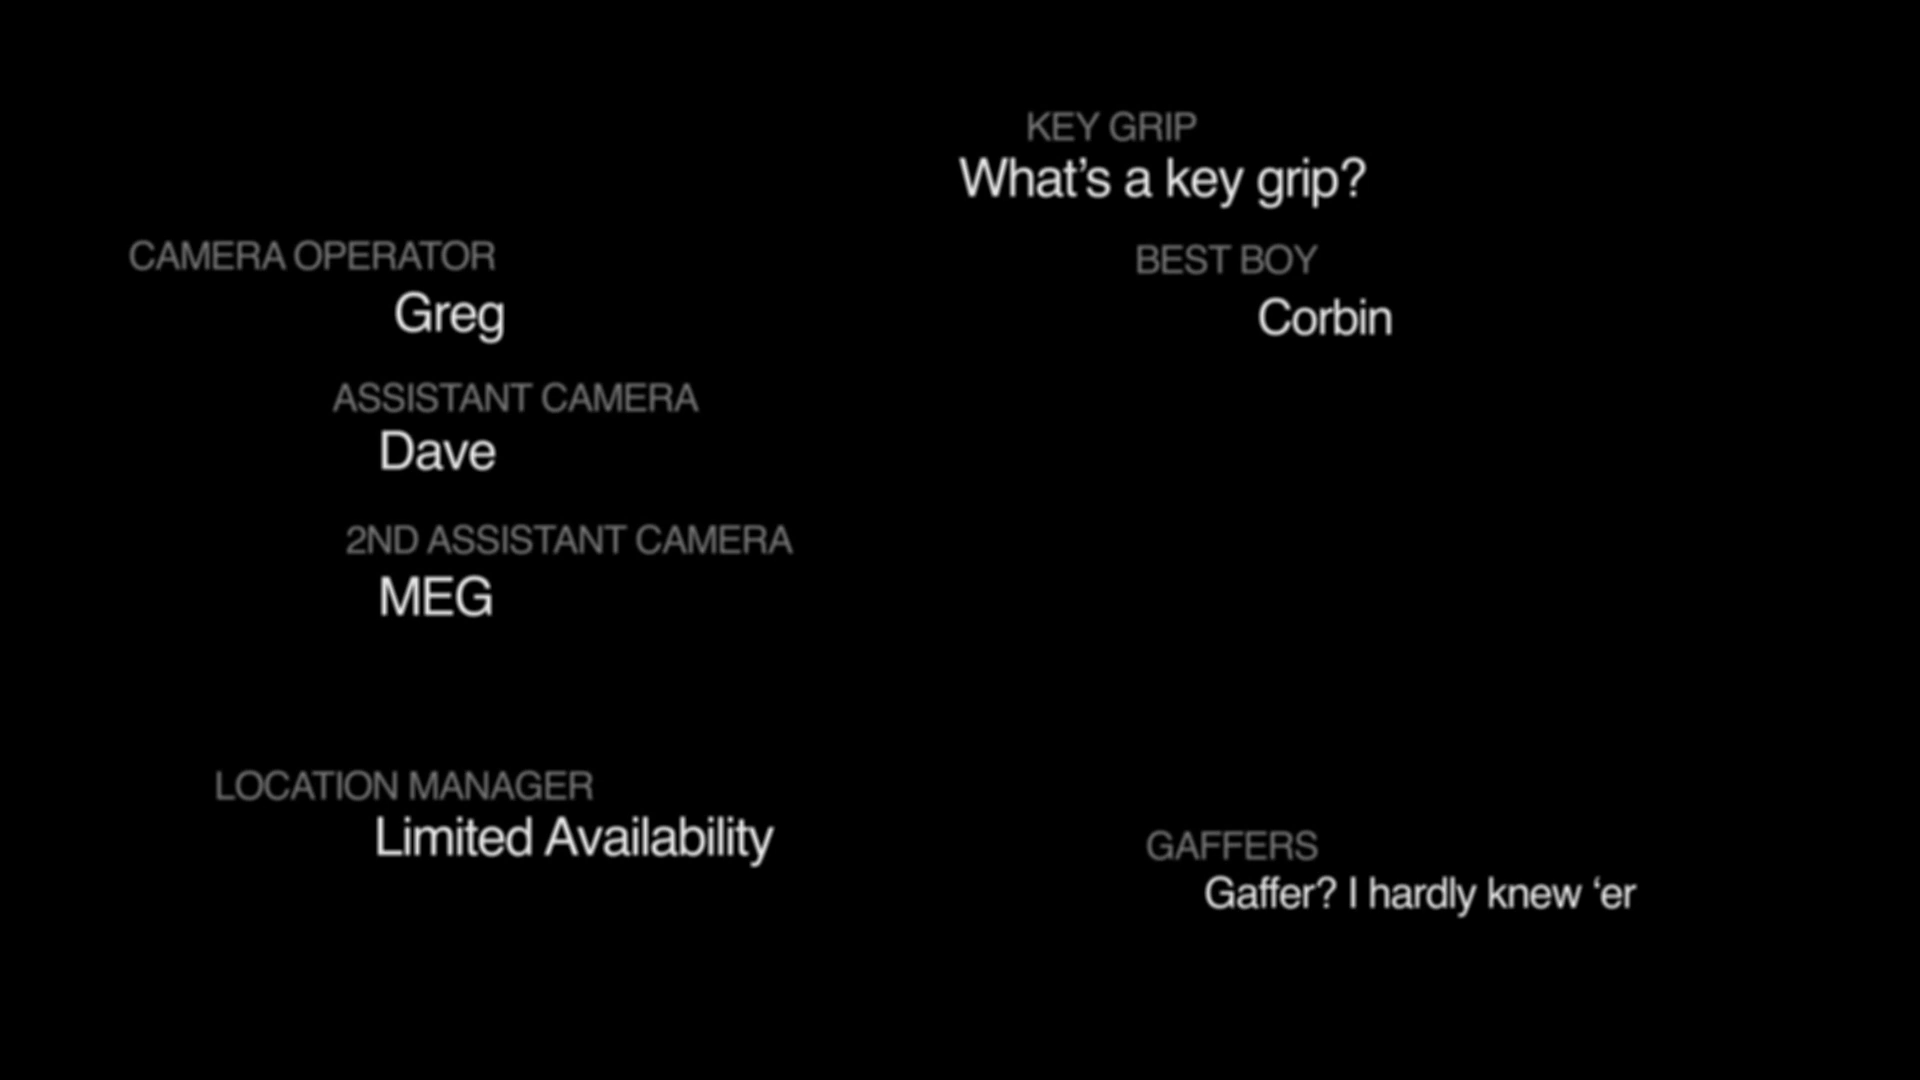 CAMERA OPERATOR
Greg
ASSISTANT CAMERA
Dave
2ND ASSISTANT CAMERA
MEG
LOCATION MANAGER
Limited Availability
KEY GRIP
What’s a key grip?
BEST BOY
Corbin
GAFFERS
Gaffer? I hardly knew ‘er